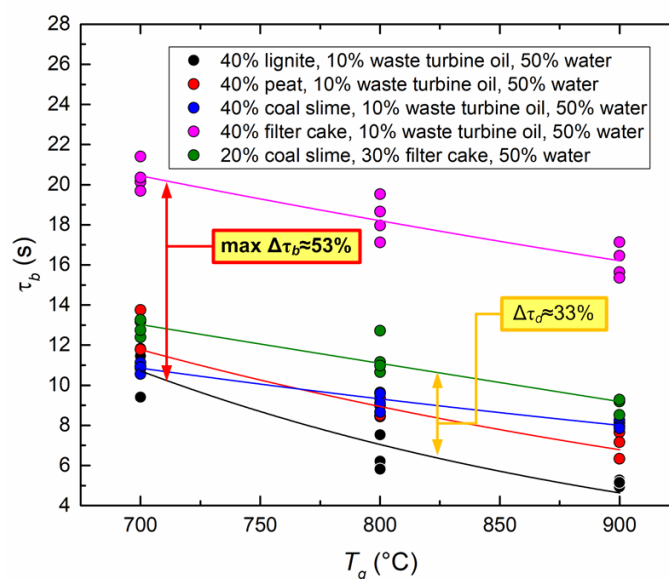 40% lignite, 10% waste turbine oil, 50% water
40% peat, 10% waste turbine oil, 50% water
40% coal slime, 10% waste turbine oil, 50% water
40% filter cake, 10% waste turbine oil, 50% water
20% coal slime, 30% filter cake, 50% water
28
26
24
22
20
18
16
14
12
10
8
6
4
τb (s)
max Δτb≈53%
Δτd≈33%
700 750 800 850 900
Tg (°C)